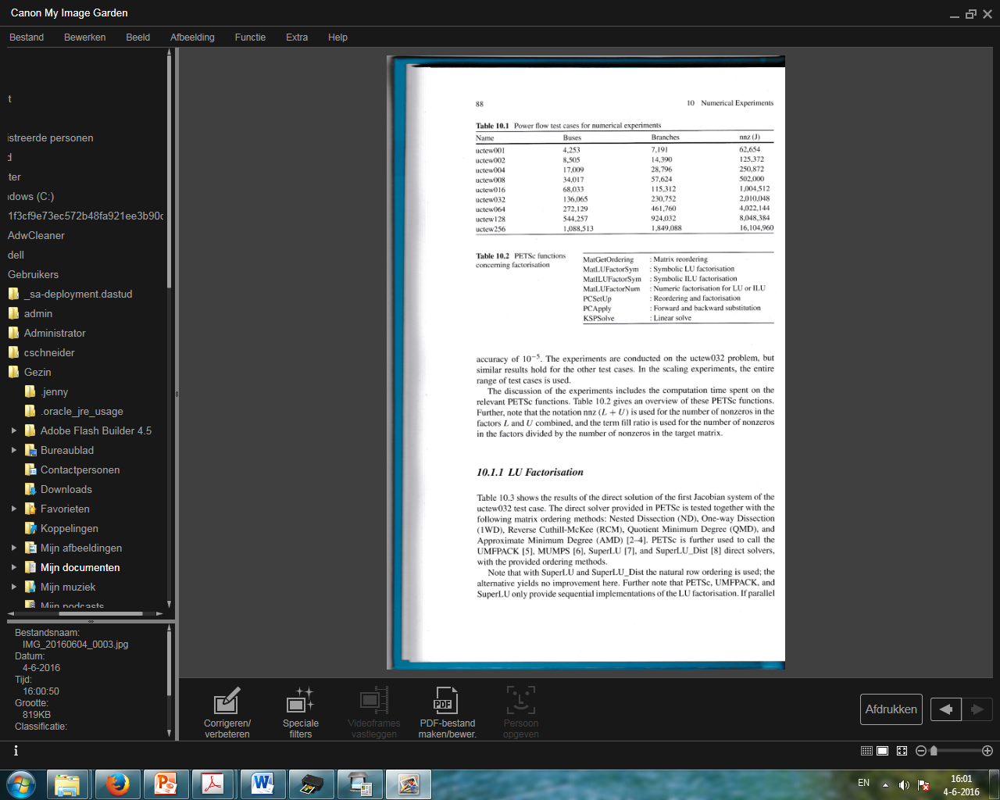 Canon My Image Garden
Bestand Bewerken Beeld Afbeelding Functie Extra Help
t
istreerde personen
d
ter
ndows (C:)
1f3cf9e73ec572b48fa921ee3b90c
AdwCleaner
dell
Gebruikers
_sa-deployment.dastud
admin
Administrator
cschneider
Gezin
.jenny
.oracle_jre_usage
Adobe Flash Builder 4.5
Bureaublad
Contactpersonen
Downloads
Favorieten
Koppelingen
Mijn afbeeldingen
Mijn documenten
Mijn muziek
Mijn podcasts
Bestandsnaam:
IMG_20160604_0003.jpg
Datum:
4-6-2016
Tijd:
16:00:50
Grootte:
819KB
Classificatie:
88 10 Numerical Experiments
Table 10.1 Power flow test cases for numerical experiments
Name Buses Branches nnz (J)
uctew001 4,253 7,191 62,654
uctew002 8,505 14,390 125,372
uctew004 17,009 28,796 250,872
uctew008 34,017 57,624 502,000
uctew016 68,033 115,312 1,004,512
uctew032 136,065 230,752 2,010,048
uctew064 272,129 461,760 4,022,144
uctew128 544,257 924,032 8,048,384
uctew256 1,088,513 1,849,088 16,104,960
Table 10.2 PETSc functions
concerning factorisation
MatGetOrdering : Matrix reordering
MatLUFactorSym : Symbolic LU factorisation
MatILUFactorSym : Symbolic ILU factorisation
MatLUFactorNum : Numeric factorisation for LU or ILU
PCSetUp : Reordering and factorisation
PCApply : Forward and backward substitution
KSPSolve : Linear solve
accuracy of 10⁻⁵. The experiments are conducted on the uctew032 problem, but
similar results hold for the other test cases. In the scaling experiments, the entire
range of test cases is used.
The discussion of the experiments includes the computation time spent on the
relevant PETSc functions. Table 10.2 gives an overview of these PETSc functions.
Further, note that the notation nnz (L + U) is used for the number of nonzeros in the
factors L and U combined, and the term fill ratio is used for the number of nonzeros
in the factors divided by the number of nonzeros in the target matrix.
10.1.1 LU Factorisation
Table 10.3 shows the results of the direct solution of the first Jacobian system of the
uctew032 test case. The direct solver provided in PETSc is tested together with the
following matrix ordering methods: Nested Dissection (ND), One-way Dissection
(1WD), Reverse Cuthill-McKee (RCM), Quotient Minimum Degree (QMD), and
Approximate Minimum Degree (AMD) [2–4]. PETSc is further used to call the
UMFPACK [5], MUMPS [6], SuperLU [7], and SuperLU_Dist [8] direct solvers,
with the provided ordering methods.
Note that with SuperLU and SuperLU_Dist the natural row ordering is used; the
alternative yields no improvement here. Further note that PETSc, UMFPACK, and
SuperLU only provide sequential implementations of the LU factorisation. If parallel
Corrigeren/
verbeteren
Speciale
filters
Videoframes
vastleggen
PDF-bestand
maken/bewer.
Persoon
opgeven
Afdrukken
EN
16:01
4-6-2016